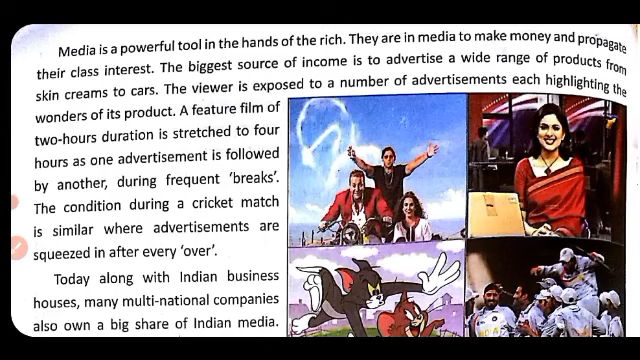 Media is a powerful tool in the hands of the rich. They are in media to make money and propagate
their class interest. The biggest source of income is to advertise a wide range of products from
skin creams to cars. The viewer is exposed to a number of advertisements each highlighting the
wonders of its product. A feature film of
two-hours duration is stretched to four
hours as one advertisement is followed
by another, during frequent ‘breaks’.
The condition during a cricket match
is similar where advertisements are
squeezed in after every ‘over’.
Today along with Indian business
houses, many multi-national companies
also own a big share of Indian media.